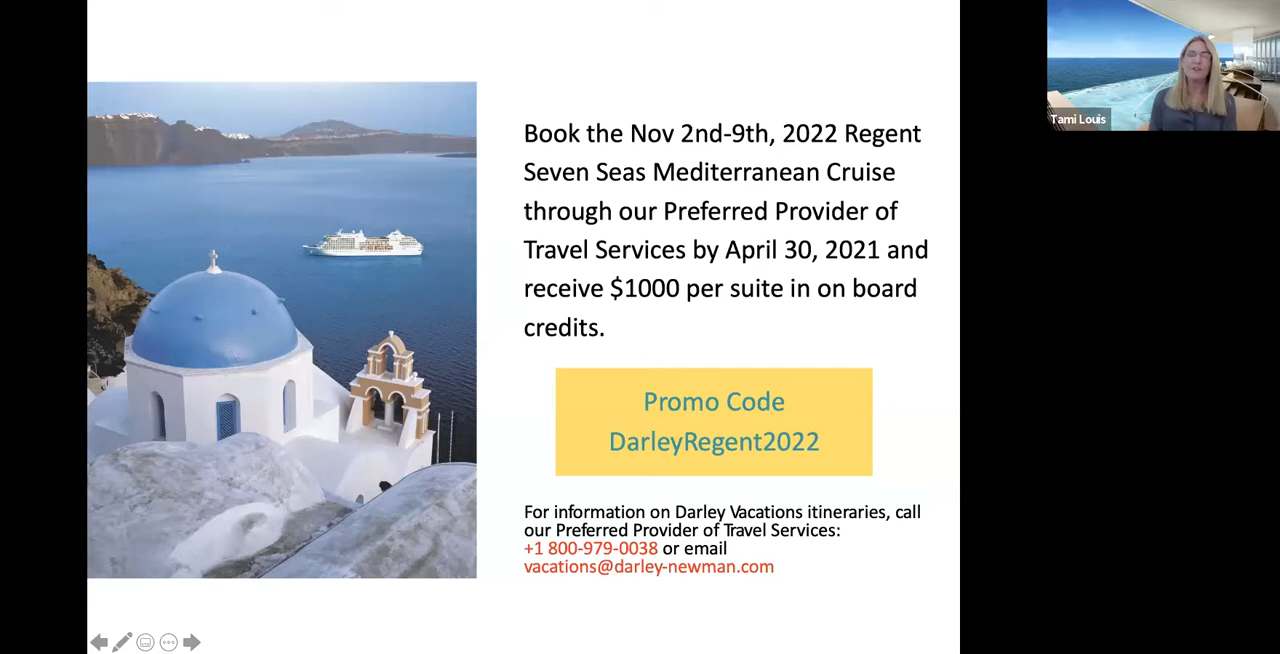 Book the Nov 2nd-9th, 2022 Regent
Seven Seas Mediterranean Cruise
through our Preferred Provider of
Travel Services by April 30, 2021 and
receive $1000 per suite in on board
credits.
Promo Code
DarleyRegent2022
For information on Darley Vacations itineraries, call
our Preferred Provider of Travel Services:
+1 800-979-0038 or email
vacations@darley-newman.com
Tami Louis